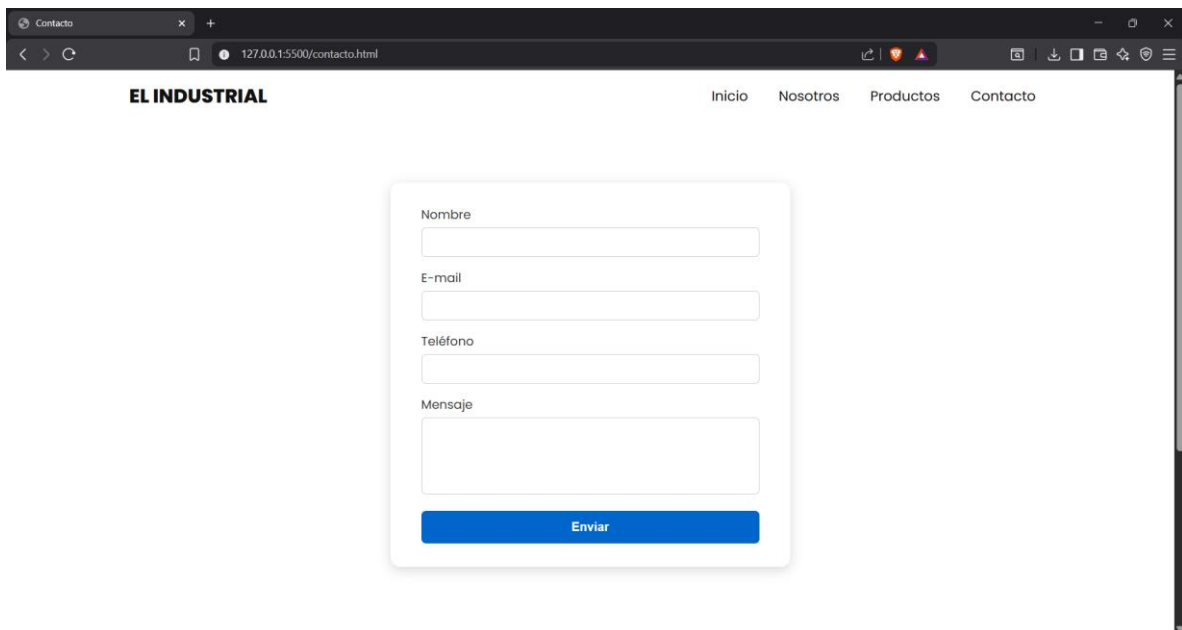 Contacto
127.0.0.1:5500/contacto.html
EL INDUSTRIAL Inicio Nosotros Productos Contacto
Nombre
E-mail
Teléfono
Mensaje
Enviar